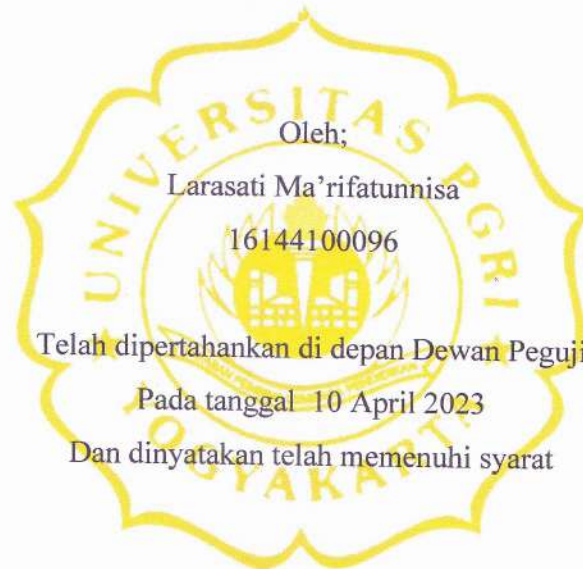 UNIVERSITAS PGRI
Oleh;
Larasati Ma’rifatunnisa
16144100096
Telah dipertahankan di depan Dewan Peguji
Pada tanggal 10 April 2023
Dan dinyatakan telah memenuhi syarat
YOGYAKARTA